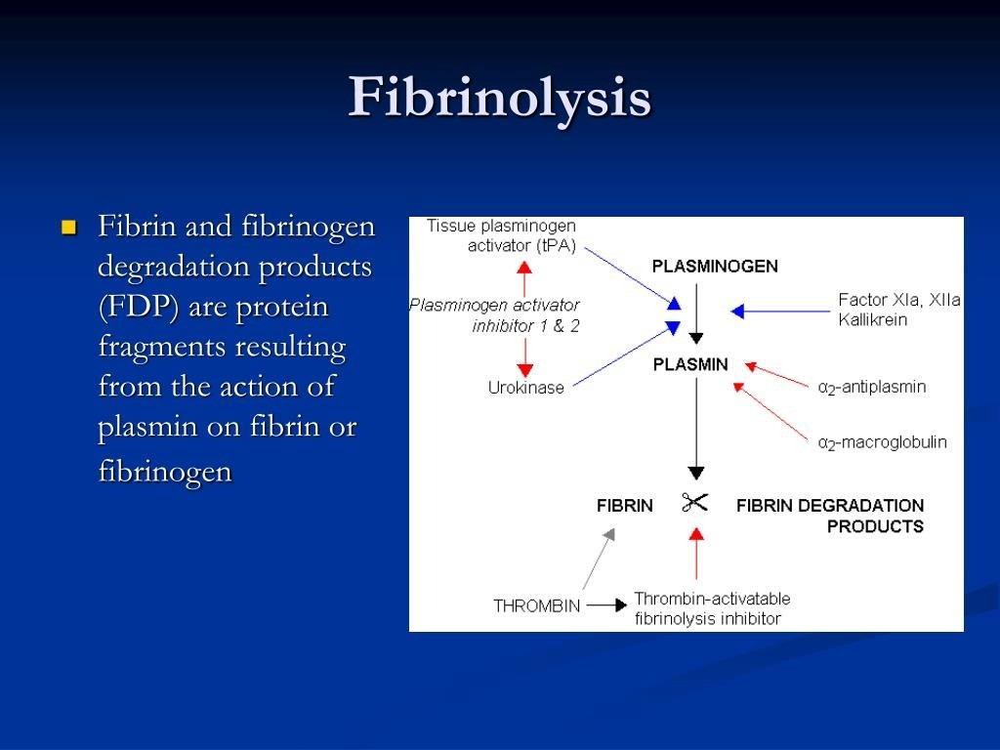 Fibrinolysis
Fibrin and fibrinogen
degradation products
(FDP) are protein
fragments resulting
from the action of
plasmin on fibrin or
fibrinogen
Tissue plasminogen
activator (tPA)
PLASMINOGEN
Plasminogen activator
inhibitor 1 & 2
Factor XIa, XIIa
Kallikrein
PLASMIN
Urokinase
α2-antiplasmin
α2-macroglobulin
FIBRIN
FIBRIN DEGRADATION
PRODUCTS
THROMBIN
Thrombin-activatable
fibrinolysis inhibitor